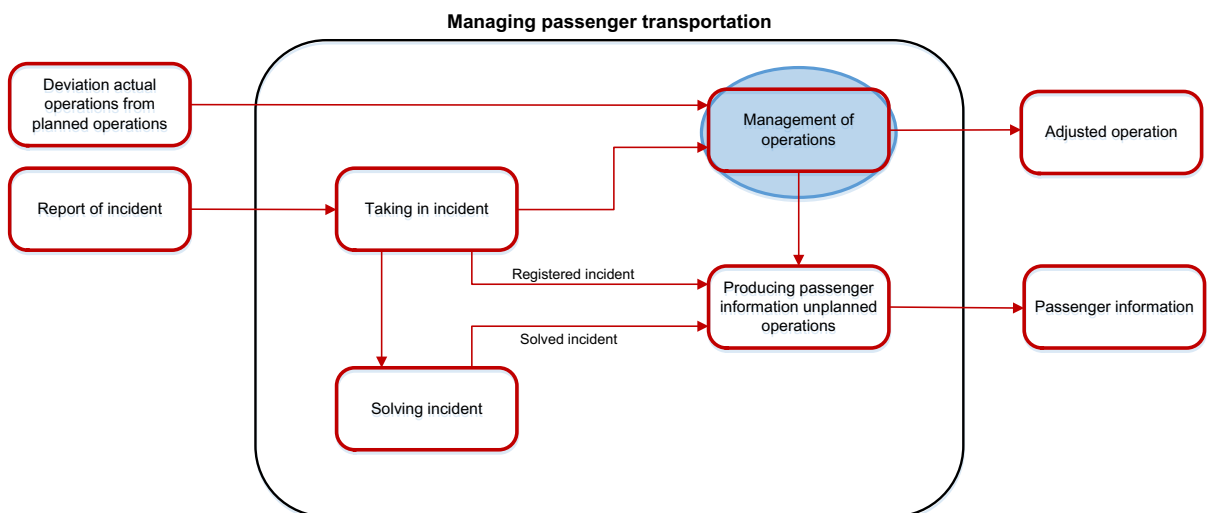 Managing passenger transportation
Deviation actual
operations from
planned operations
Management of
operations
Adjusted operation
Report of incident
Taking in incident
Registered incident
Producing passenger
information unplanned
operations
Passenger information
Solved incident
Solving incident